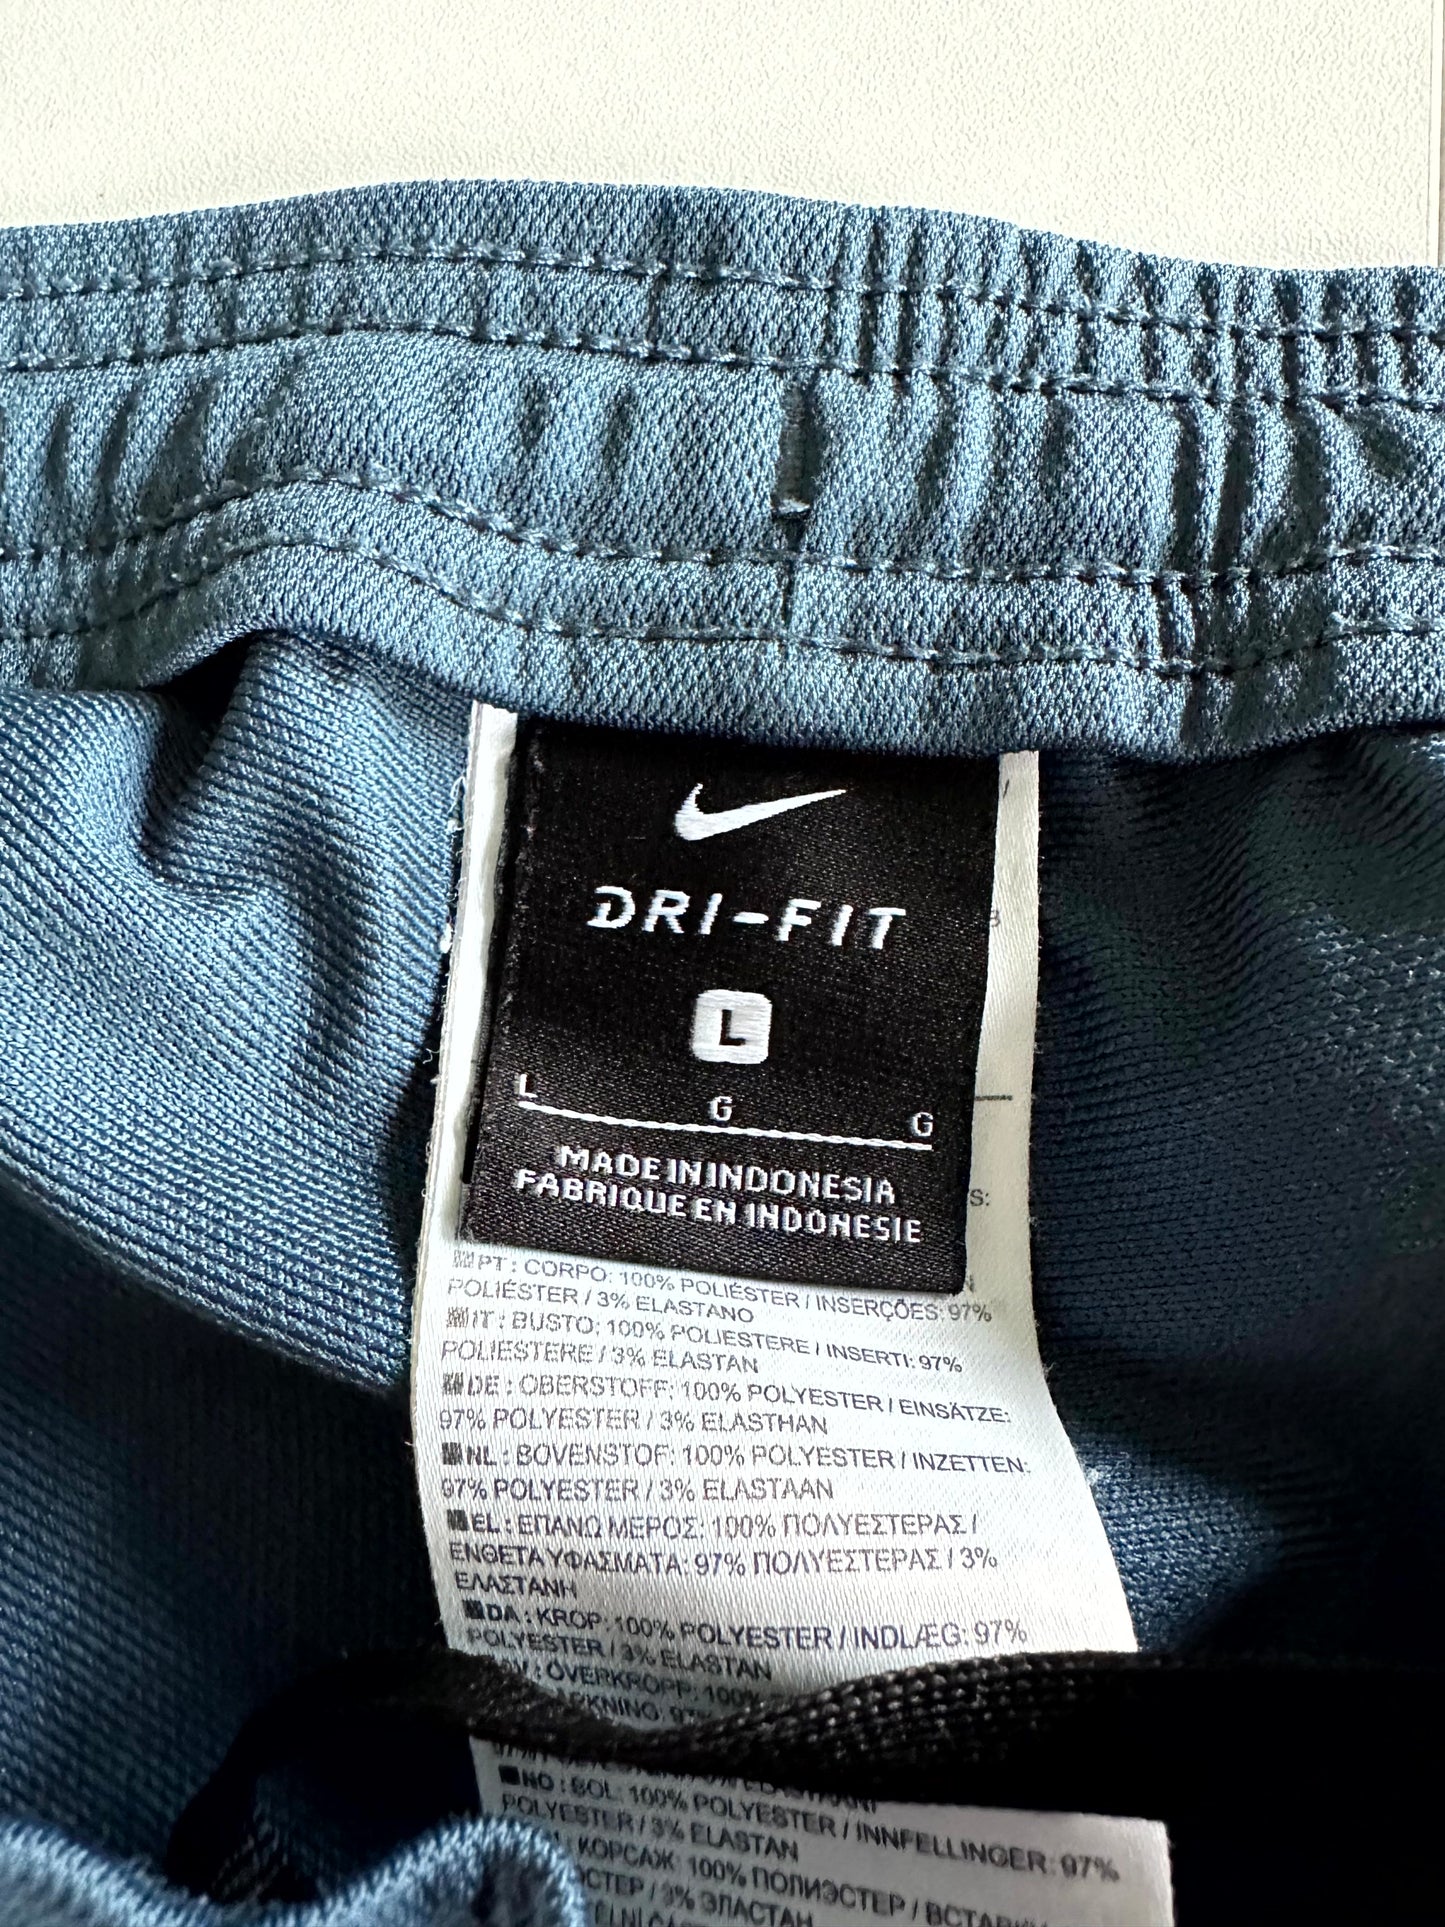 DRI-FIT
L
L G G
MADE IN INDONESIA
FABRIQUE EN INDONESIE
S:
PT : CORPO: 100% POLIÉSTER / INSERÇÕES: 97%
POLIÉSTER / 3% ELASTANO
IT : BUSTO: 100% POLIESTERE / INSERTI: 97%
POLIESTERE / 3% ELASTAN
DE : OBERSTOFF: 100% POLYESTER / EINSÄTZE:
97% POLYESTER / 3% ELASTHAN
NL : BOVENSTOF: 100% POLYESTER / INZETTEN:
97% POLYESTER / 3% ELASTAAN
EL : ΕΠΑΝΩ ΜΕΡΟΣ: 100% ΠΟΛΥΕΣΤΕΡΑΣ /
ΕΝΘΕΤΑ ΥΦΑΣΜΑΤΑ: 97% ΠΟΛΥΕΣΤΕΡΑΣ / 3%
ΕΛΑΣΤΑΝΗ
DA : KROP: 100% POLYESTER / INDLÆG: 97%
POLYESTER / 3% ELASTAN
: ÖVERKROPP: 100%
NO : BOL: 100% POLYESTER / INNFELLINGER: 97%
POLYESTER / 3% ELASTAN
: КОРСАЖ: 100% ПОЛИЭСТЕР /
/ 3% ЭЛАСТАН